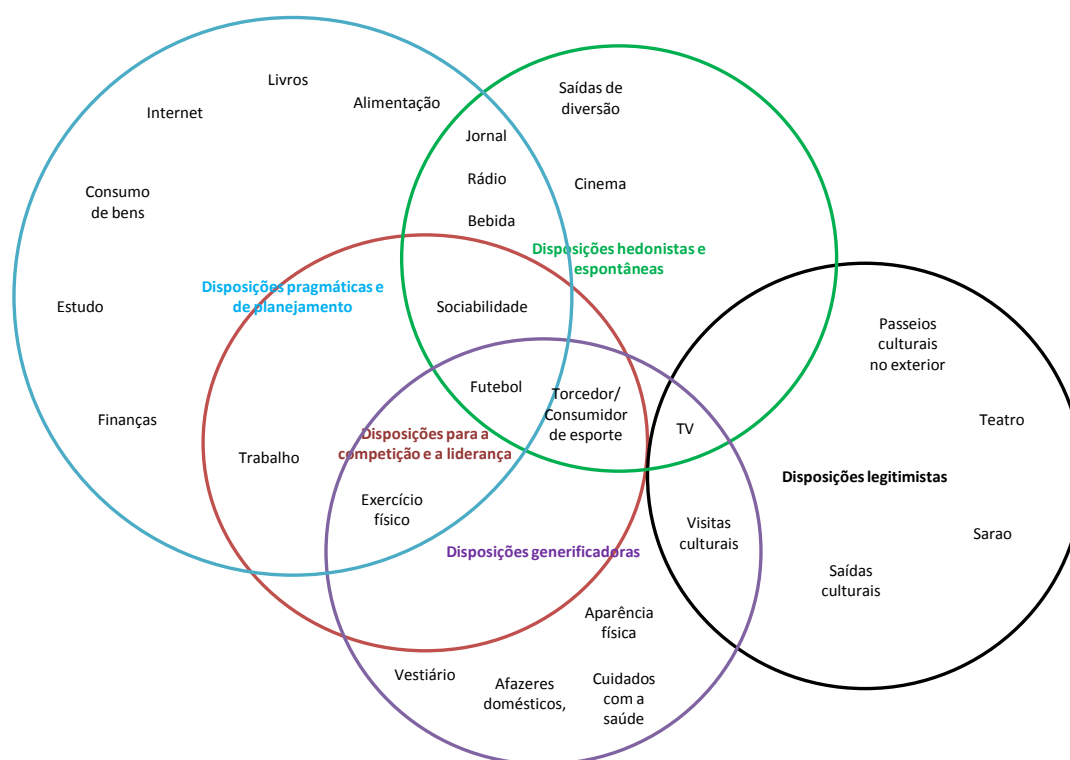 Livros
Saídas de
diversão
Alimentação
Internet
Jornal
Rádio
Cinema
Consumo
de bens
Bebida
Disposições hedonistas e
espontâneas
Disposições pragmáticas e
de planejamento
Estudo
Sociabilidade
Passeios
culturais
no exterior
Futebol
Torcedor/
Consumidor
de esporte
Finanças
TV
Teatro
Disposições para a
competição e a liderança
Trabalho
Disposições legitimistas
Exercício
físico
Visitas
culturais
Sarao
Disposições generificadoras
Saídas
culturais
Aparência
física
Vestiário
Afazeres
domésticos,
Cuidados
com a
saúde